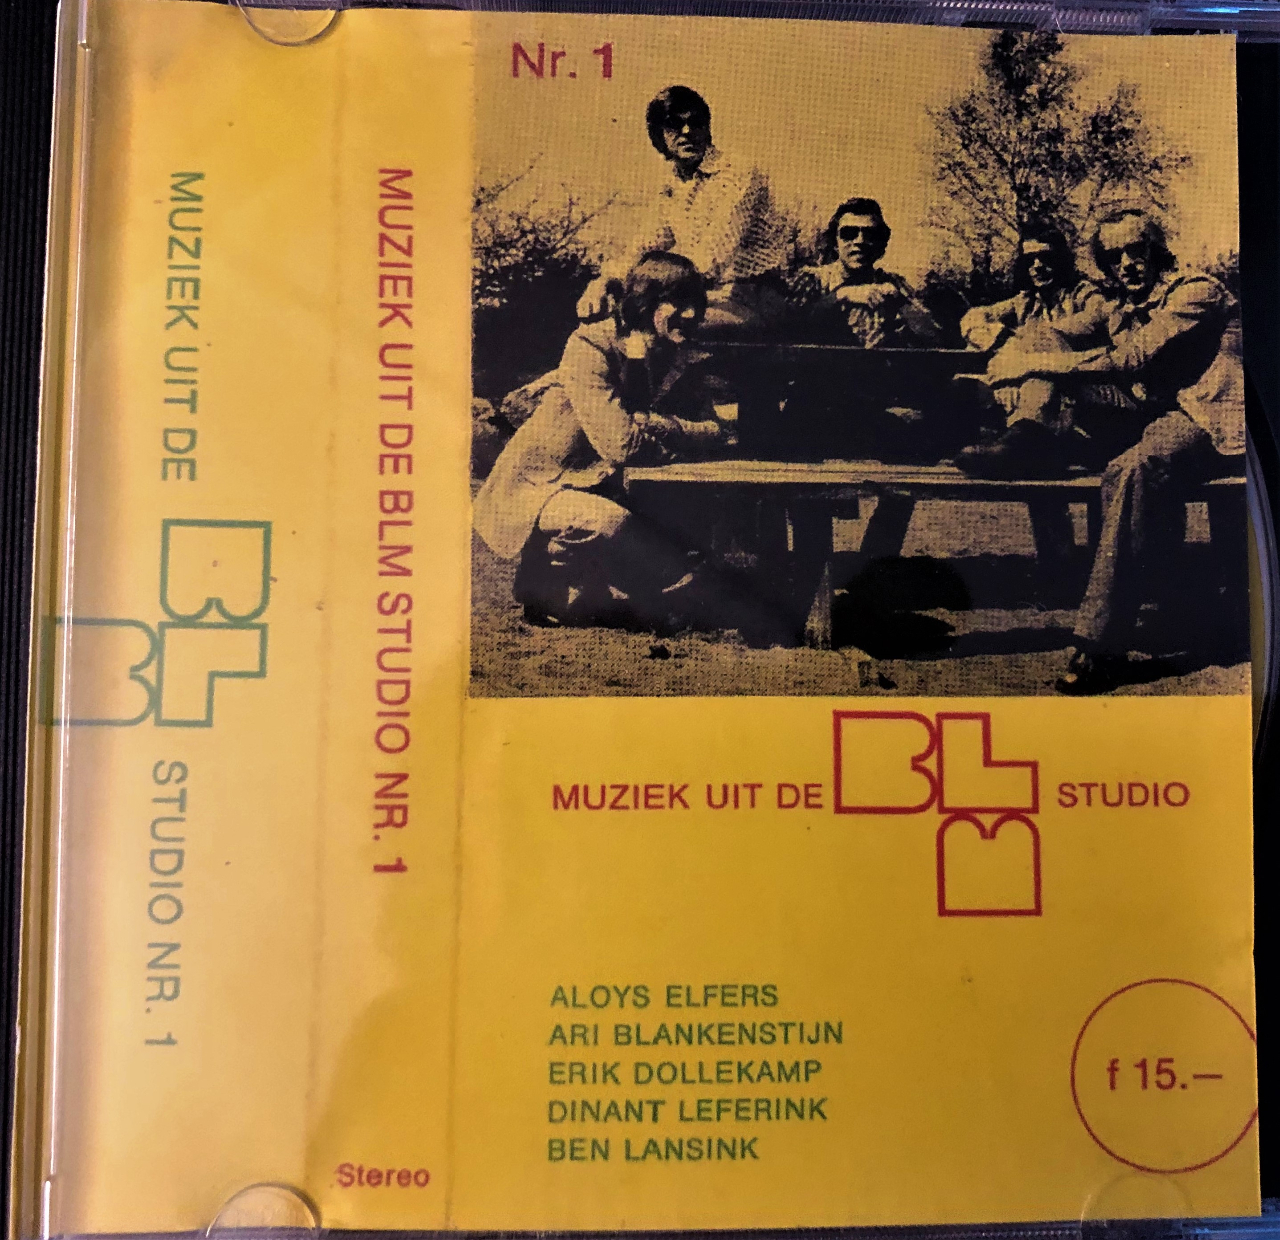 MUZIEK UIT DE BLM STUDIO NR. 1
MUZIEK UIT DE BLM STUDIO NR. 1
Stereo
Nr. 1
MUZIEK UIT DE BLM STUDIO
ALOYS ELFERS
ARI BLANKENSTIJN
ERIK DOLLEKAMP
DINANT LEFERINK
BEN LANSINK
f 15.—